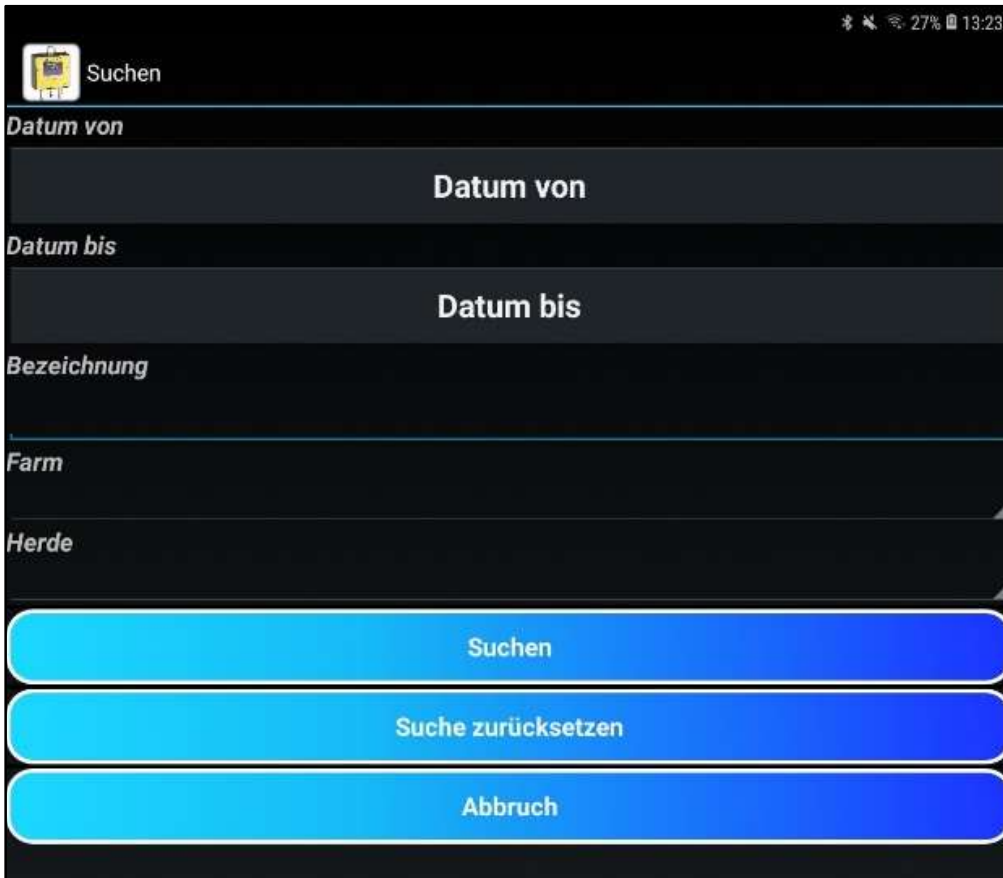 27% 13:23
Suchen
Datum von
Datum von
Datum bis
Datum bis
Bezeichnung
Farm
Herde
Suchen
Suche zurücksetzen
Abbruch